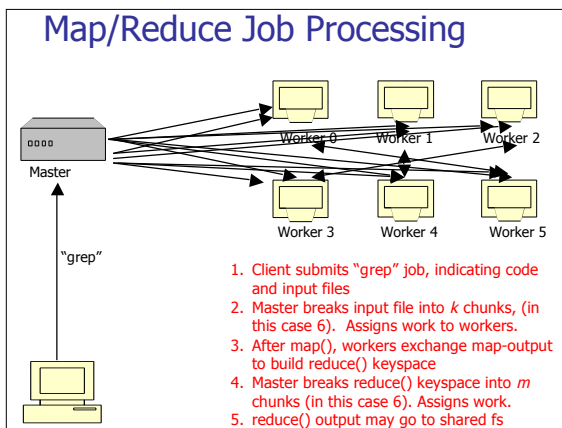 Map/Reduce Job Processing
Worker 0 Worker 1 Worker 2
Master
Worker 3 Worker 4 Worker 5
“grep”
1. Client submits “grep” job, indicating code
and input files
2. Master breaks input file into k chunks, (in
this case 6). Assigns work to workers.
3. After map(), workers exchange map-output
to build reduce() keyspace
4. Master breaks reduce() keyspace into m
chunks (in this case 6). Assigns work.
5. reduce() output may go to shared fs